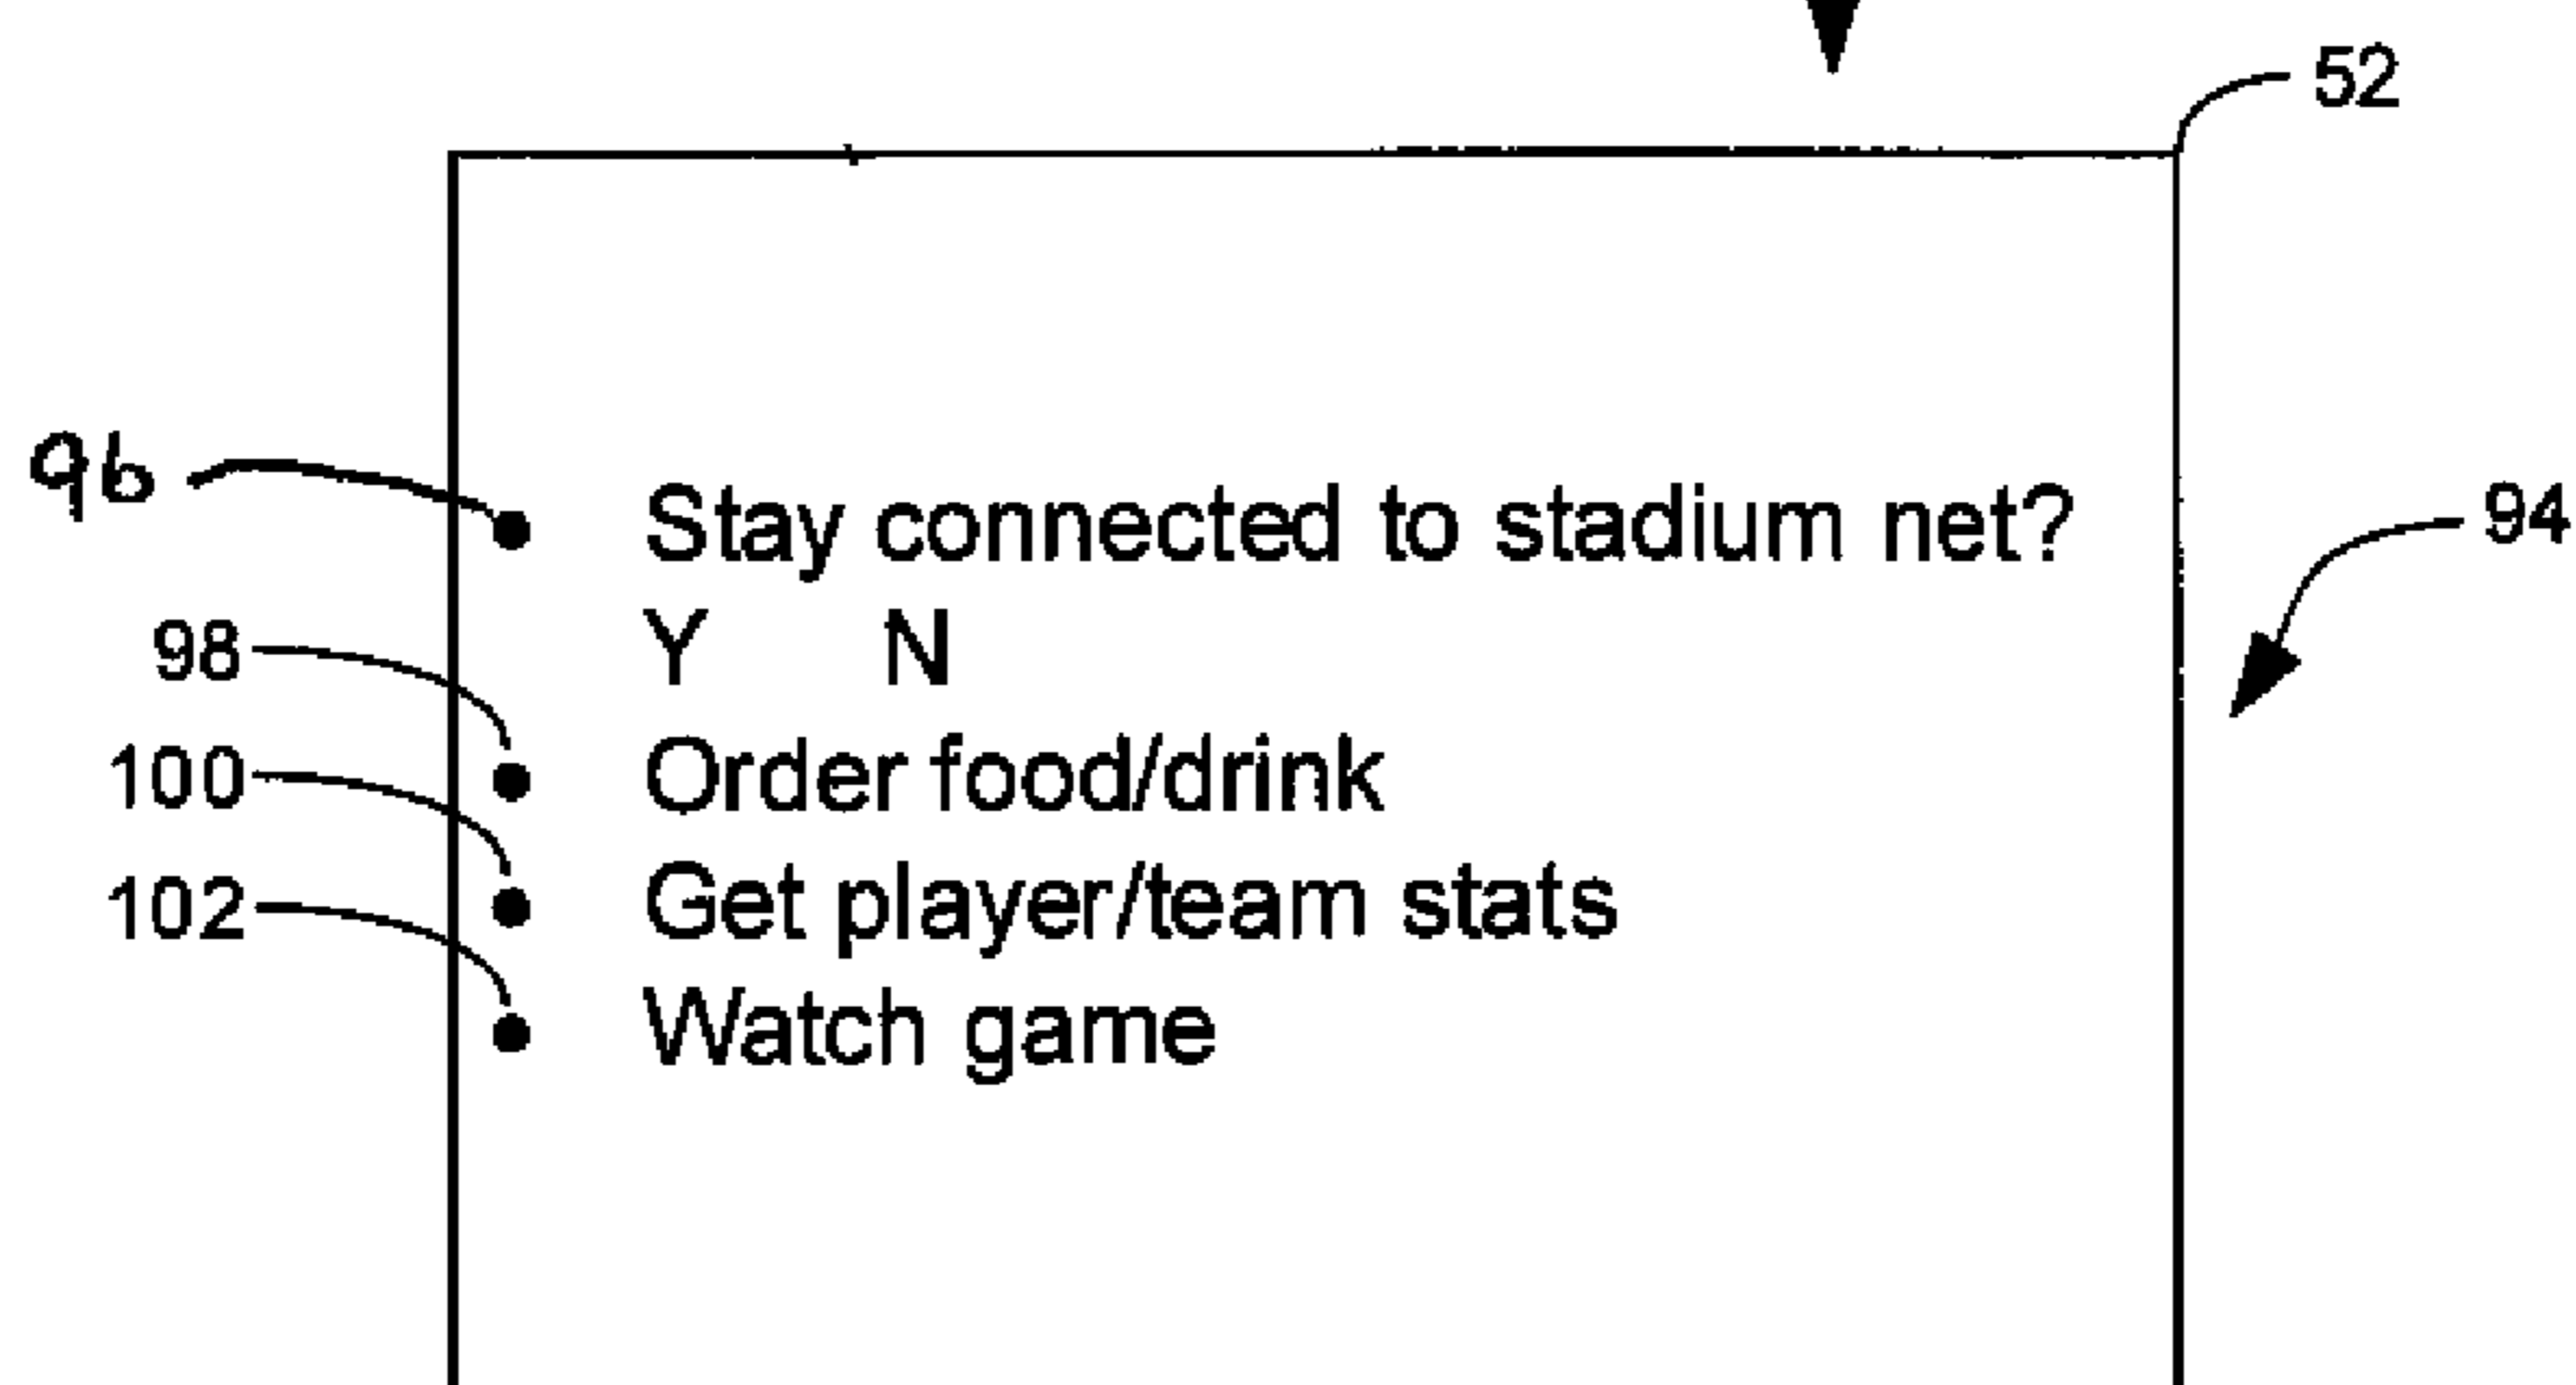 52
96 • Stay connected to stadium net? 94
98 Y N
• Order food/drink
100 • Get player/team stats
102 • Watch game